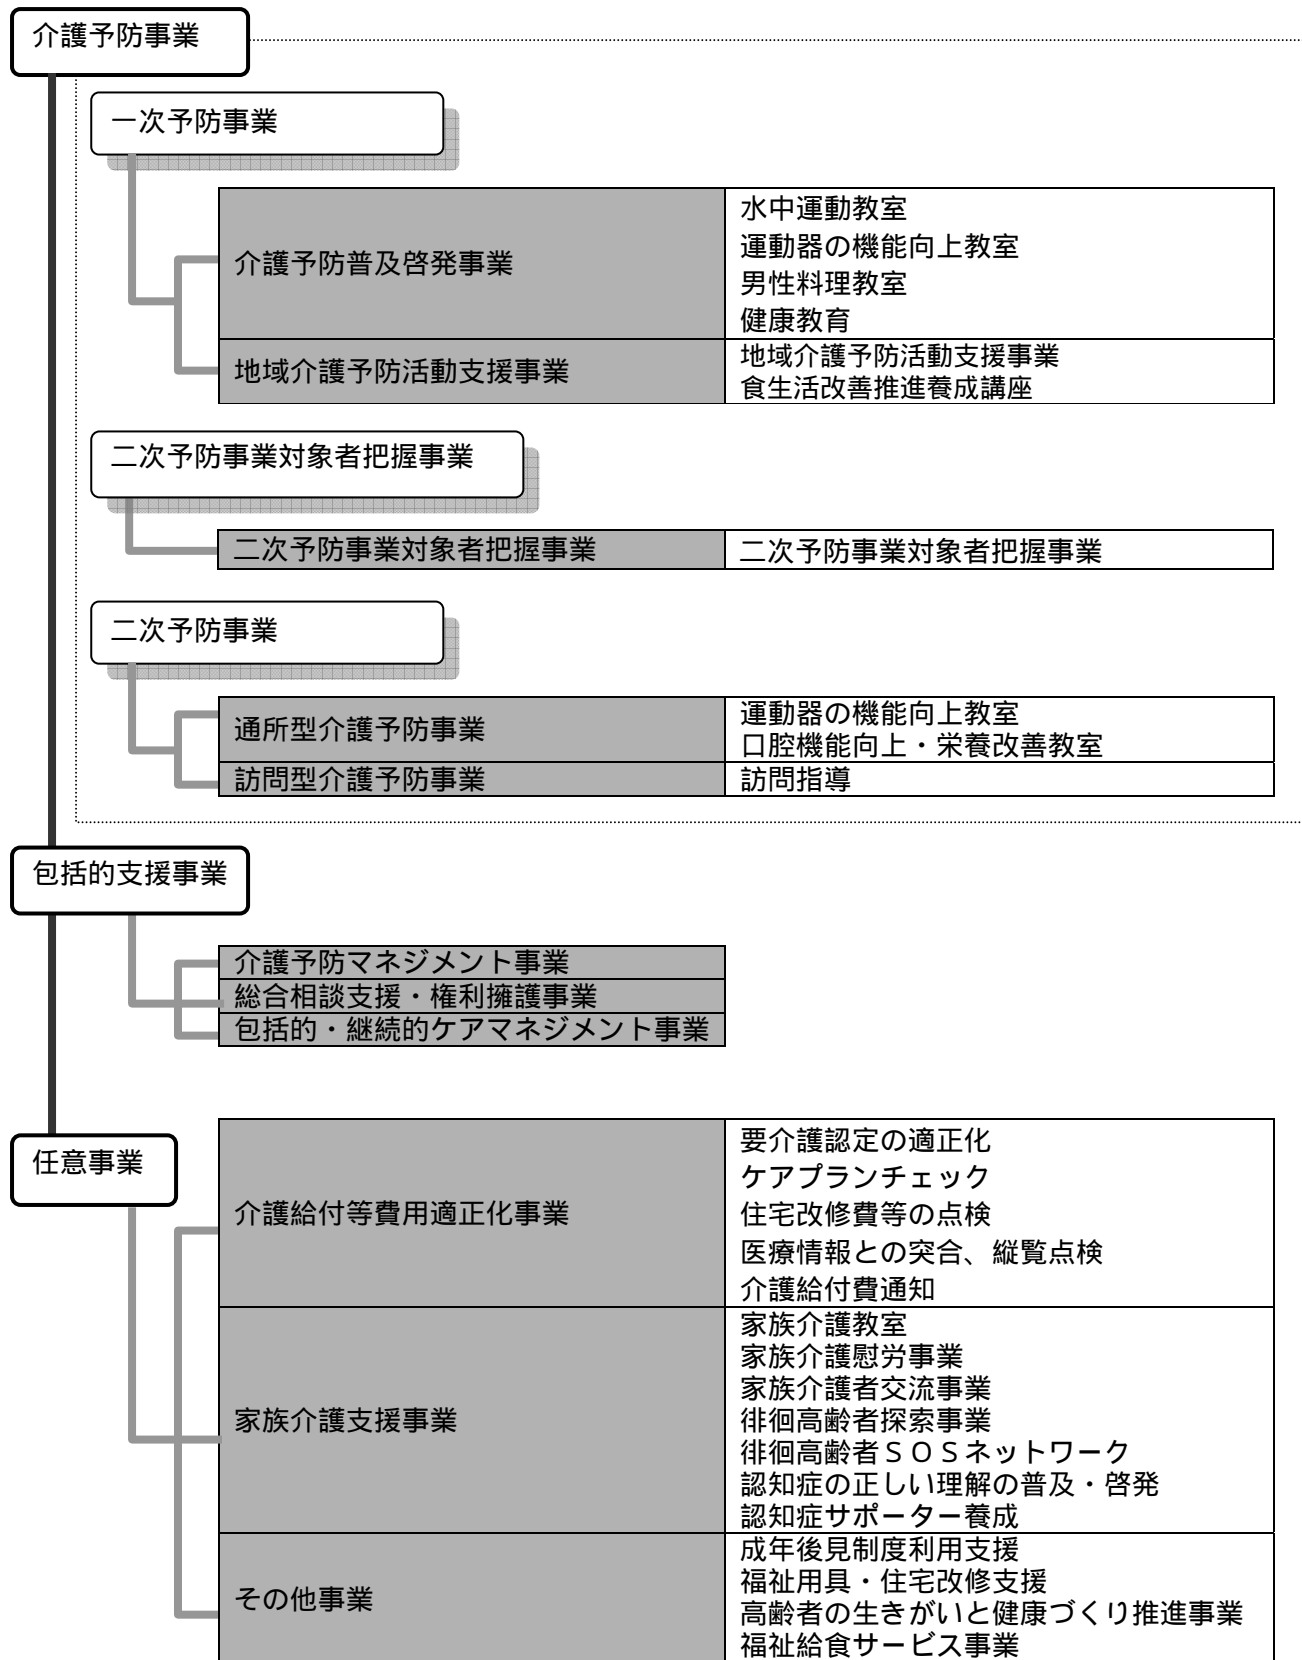 介護予防事業
一次予防事業
介護予防普及啓発事業
水中運動教室
運動器の機能向上教室
男性料理教室
健康教育
地域介護予防活動支援事業
地域介護予防活動支援事業
食生活改善推進養成講座
二次予防事業対象者把握事業
二次予防事業対象者把握事業
二次予防事業対象者把握事業
二次予防事業
通所型介護予防事業
運動器の機能向上教室
口腔機能向上・栄養改善教室
訪問型介護予防事業
訪問指導
包括的支援事業
介護予防マネジメント事業
総合相談支援・権利擁護事業
包括的・継続的ケアマネジメント事業
任意事業
介護給付等費用適正化事業
要介護認定の適正化
ケアプランチェック
住宅改修費等の点検
医療情報との突合、縦覧点検
介護給付費通知
家族介護支援事業
家族介護教室
家族介護慰労事業
家族介護者交流事業
徘徊高齢者探索事業
徘徊高齢者ＳＯＳネットワーク
認知症の正しい理解の普及・啓発
認知症サポーター養成
その他事業
成年後見制度利用支援
福祉用具・住宅改修支援
高齢者の生きがいと健康づくり推進事業
福祉給食サービス事業